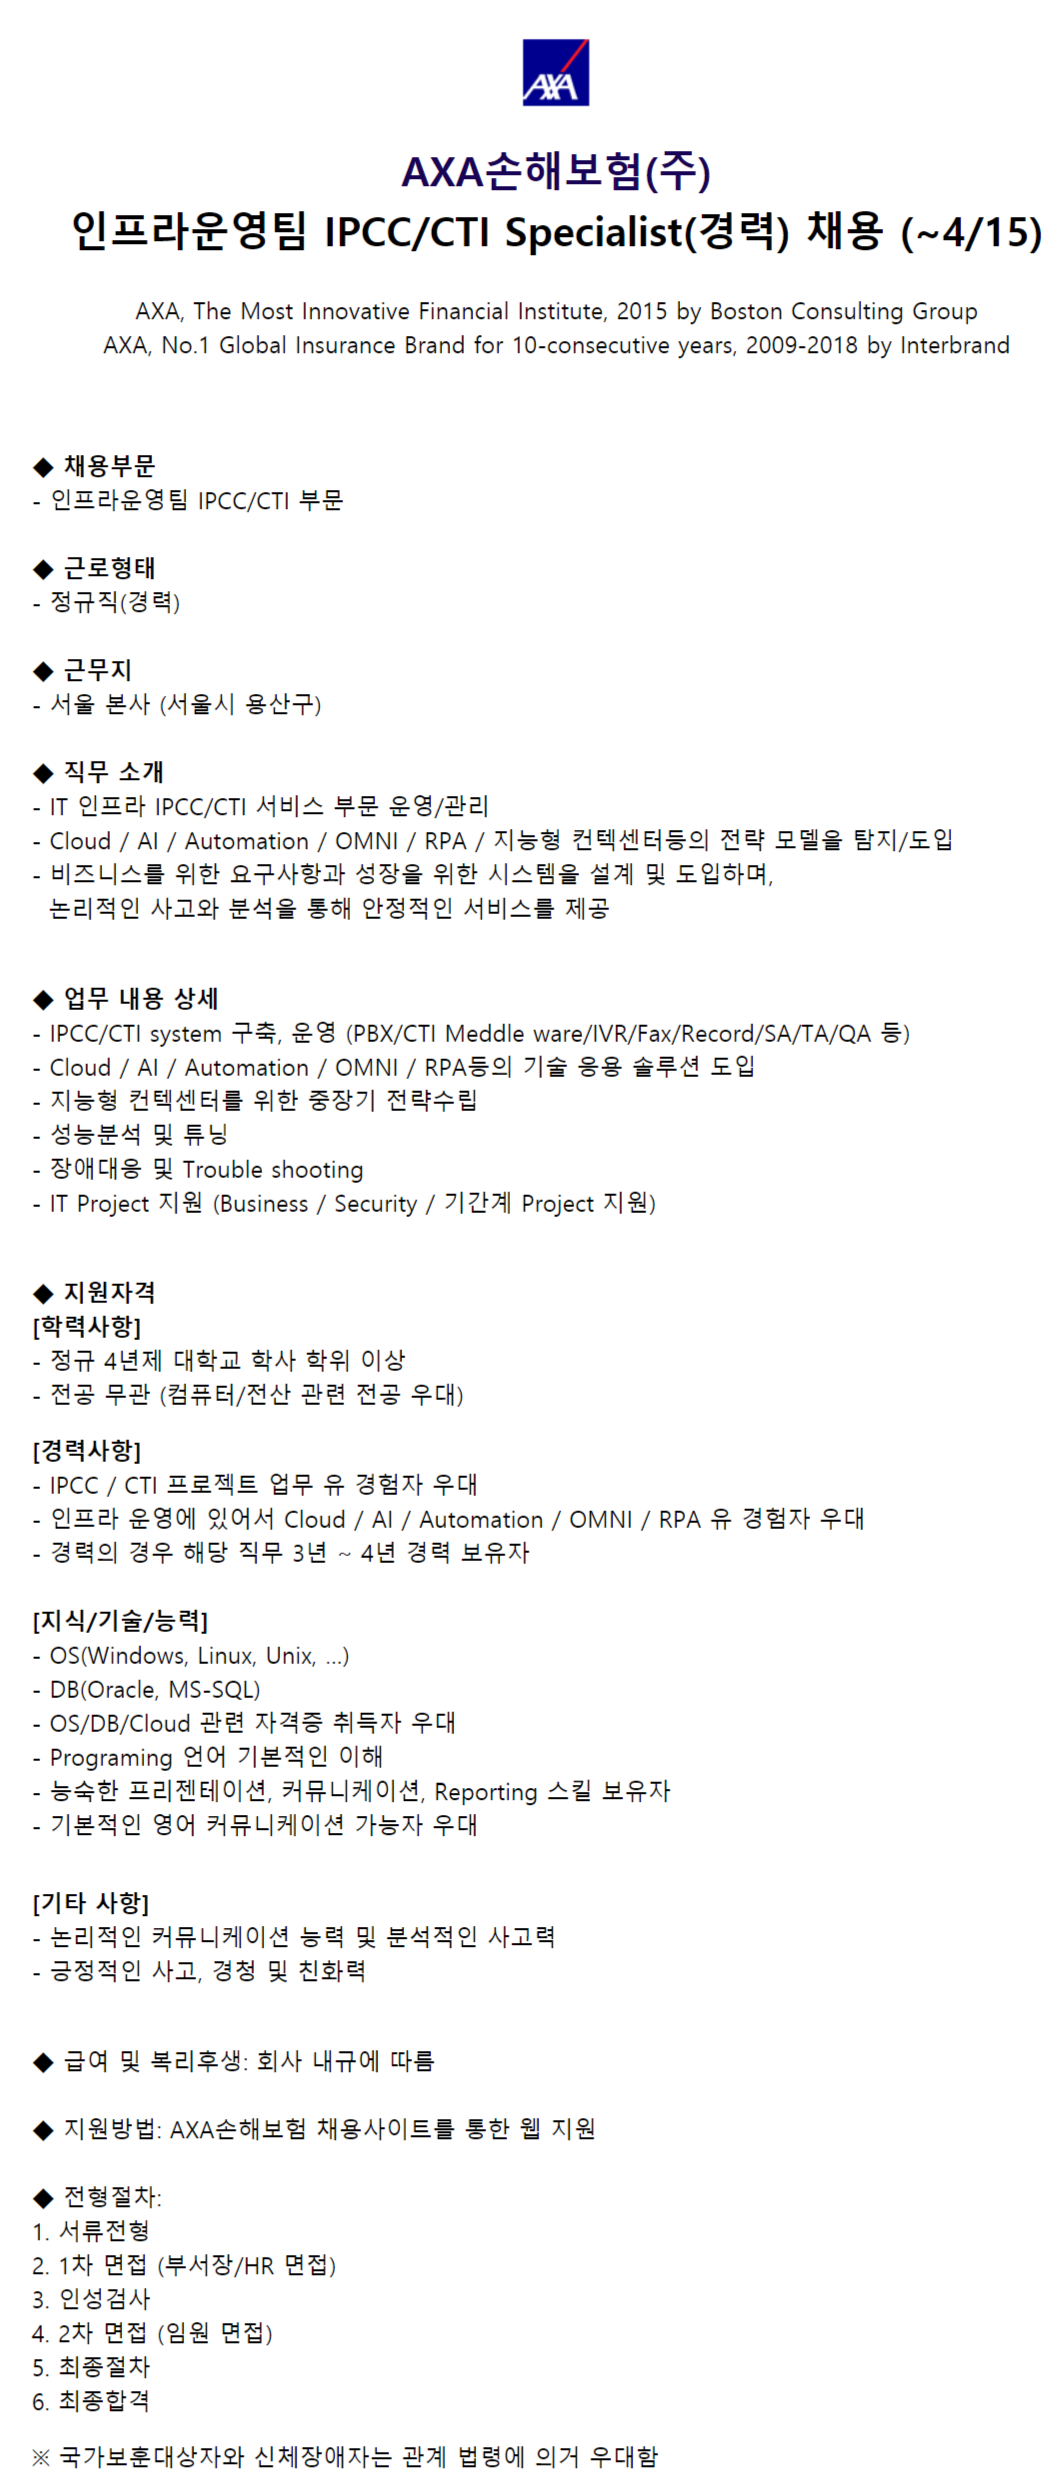 AXA
AXA손해보험(주)
인프라운영팀 IPCC/CTI Specialist(경력) 채용 (~4/15)
AXA, The Most Innovative Financial Institute, 2015 by Boston Consulting Group
AXA, No.1 Global Insurance Brand for 10-consecutive years, 2009-2018 by Interbrand
◆ 채용부문
- 인프라운영팀 IPCC/CTI 부문
◆ 근로형태
- 정규직(경력)
◆ 근무지
- 서울 본사 (서울시 용산구)
◆ 직무 소개
- IT 인프라 IPCC/CTI 서비스 부문 운영/관리
- Cloud / AI / Automation / OMNI / RPA / 지능형 컨텍센터등의 전략 모델을 탐지/도입
- 비즈니스를 위한 요구사항과 성장을 위한 시스템을 설계 및 도입하며,
논리적인 사고와 분석을 통해 안정적인 서비스를 제공
◆ 업무 내용 상세
- IPCC/CTI system 구축, 운영 (PBX/CTI Meddle ware/IVR/Fax/Record/SA/TA/QA 등)
- Cloud / AI / Automation / OMNI / RPA등의 기술 응용 솔루션 도입
- 지능형 컨텍센터를 위한 중장기 전략수립
- 성능분석 및 튜닝
- 장애대응 및 Trouble shooting
- IT Project 지원 (Business / Security / 기간계 Project 지원)
◆ 지원자격
[학력사항]
- 정규 4년제 대학교 학사 학위 이상
- 전공 무관 (컴퓨터/전산 관련 전공 우대)
[경력사항]
- IPCC / CTI 프로젝트 업무 유 경험자 우대
- 인프라 운영에 있어서 Cloud / AI / Automation / OMNI / RPA 유 경험자 우대
- 경력의 경우 해당 직무 3년 ~ 4년 경력 보유자
[지식/기술/능력]
- OS(Windows, Linux, Unix, ...)
- DB(Oracle, MS-SQL)
- OS/DB/Cloud 관련 자격증 취득자 우대
- Programing 언어 기본적인 이해
- 능숙한 프리젠테이션, 커뮤니케이션, Reporting 스킬 보유자
- 기본적인 영어 커뮤니케이션 가능자 우대
[기타 사항]
- 논리적인 커뮤니케이션 능력 및 분석적인 사고력
- 긍정적인 사고, 경청 및 친화력
◆ 급여 및 복리후생: 회사 내규에 따름
◆ 지원방법: AXA손해보험 채용사이트를 통한 웹 지원
◆ 전형절차:
1. 서류전형
2. 1차 면접 (부서장/HR 면접)
3. 인성검사
4. 2차 면접 (임원 면접)
5. 최종절차
6. 최종합격
※ 국가보훈대상자와 신체장애자는 관계 법령에 의거 우대함